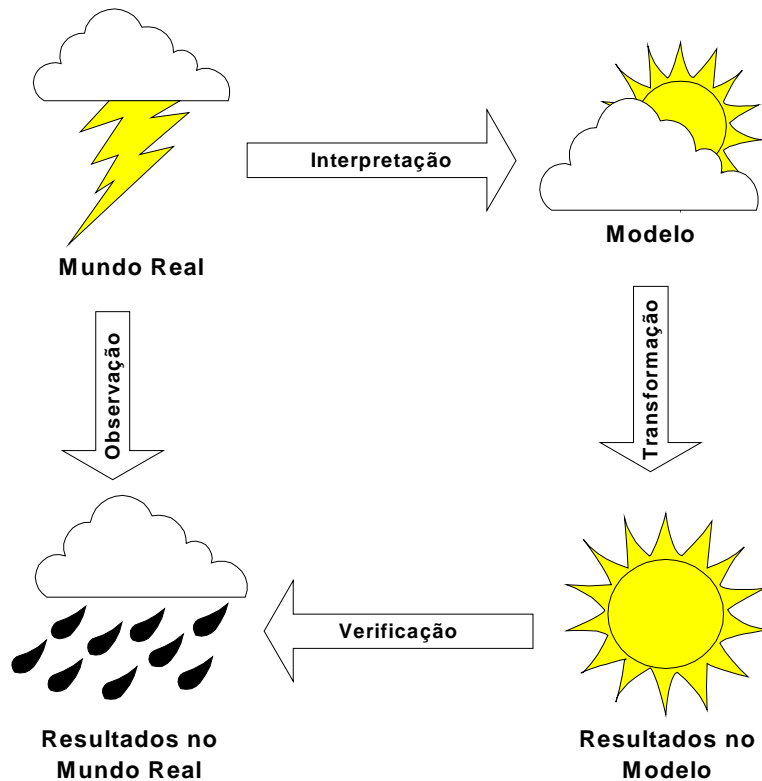 Interpretação
Modelo
Mundo Real
Observação
Transformação
Verificação
Resultados no
Mundo Real
Resultados no
Modelo